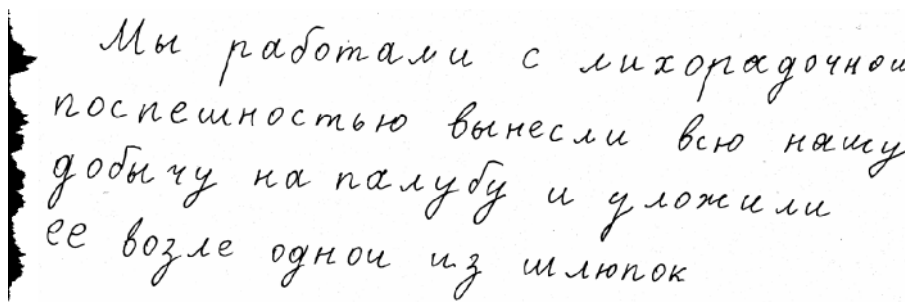 Мы работали с лихорадочнои
поспешностью вынесли всю нашу
добычу на палубу и уложили
ее возле однои из шлюпок